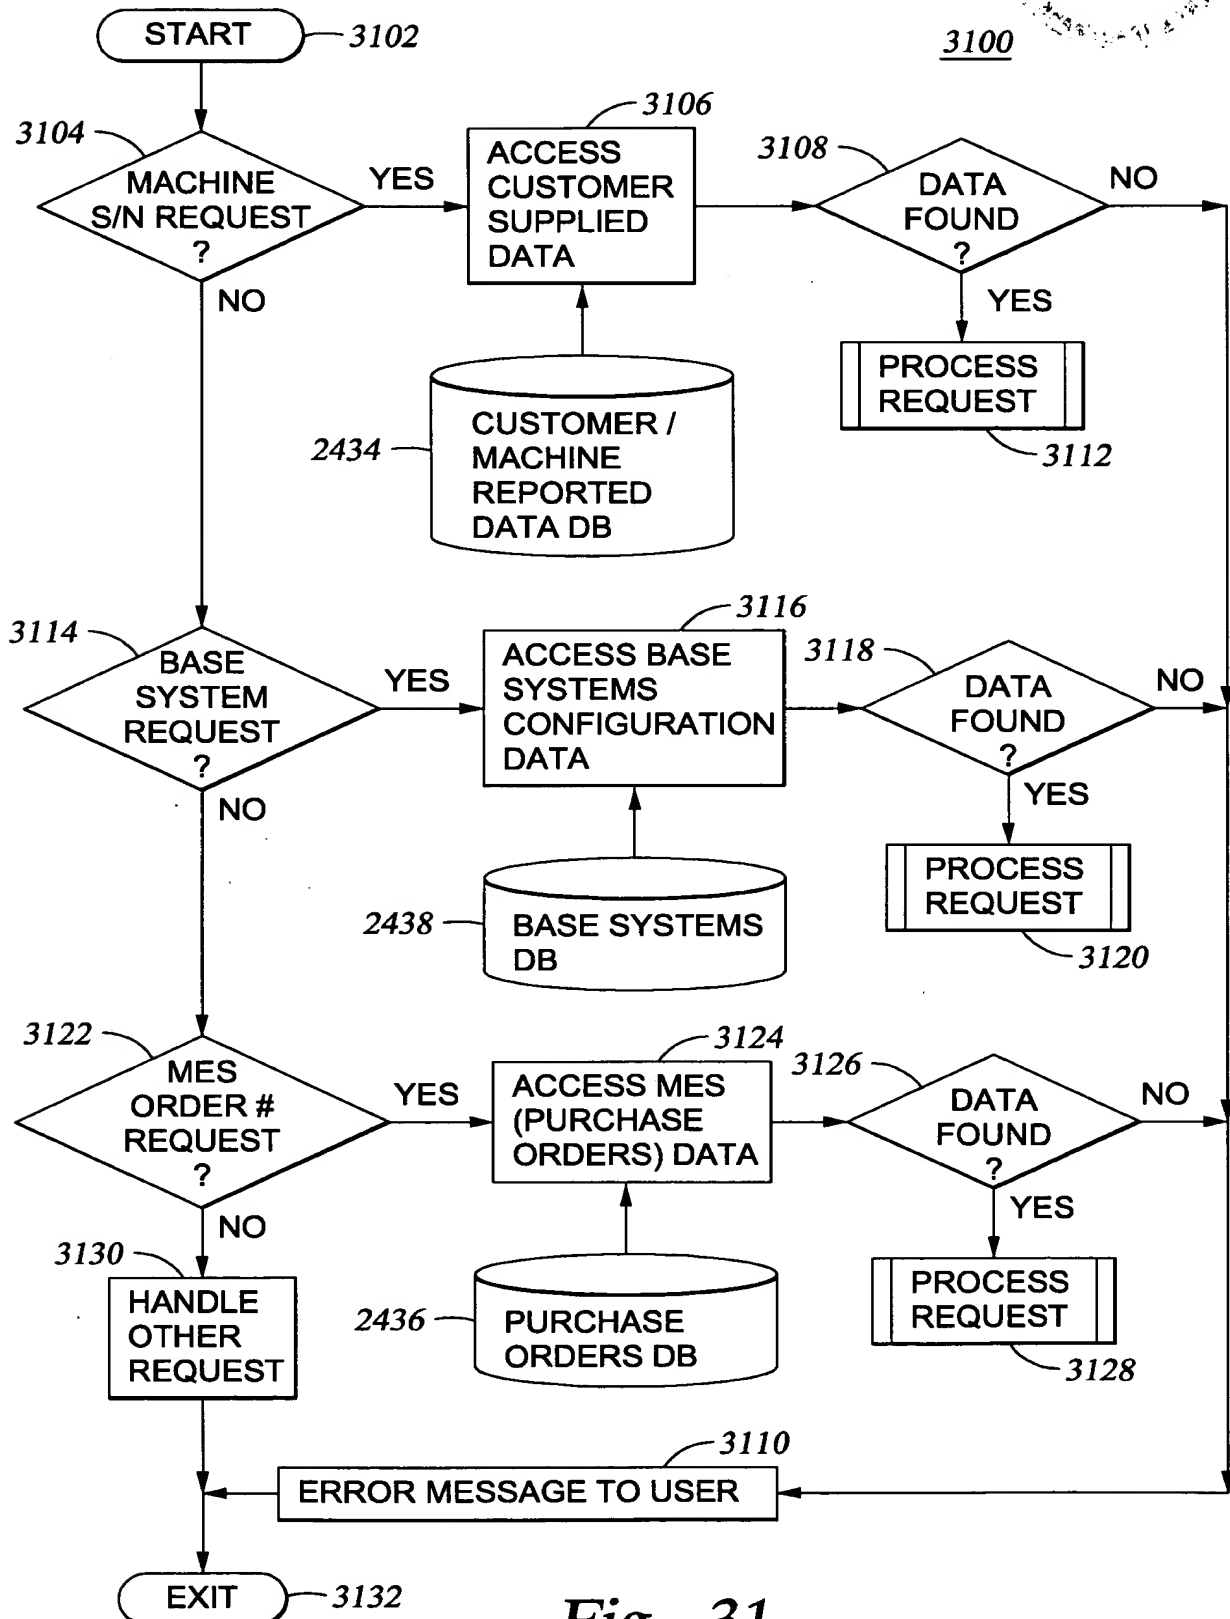 START
3102
3100
3104
MACHINE
S/N REQUEST
?
YES
NO
3106
ACCESS
CUSTOMER
SUPPLIED
DATA
3108
DATA
FOUND
?
NO
YES
PROCESS
REQUEST
3112
2434
CUSTOMER /
MACHINE
REPORTED
DATA DB
3114
BASE
SYSTEM
REQUEST
?
YES
NO
3116
ACCESS BASE
SYSTEMS
CONFIGURATION
DATA
3118
DATA
FOUND
?
NO
YES
PROCESS
REQUEST
3120
2438
BASE SYSTEMS
DB
3122
MES
ORDER #
REQUEST
?
YES
NO
3124
ACCESS MES
(PURCHASE
ORDERS) DATA
3126
DATA
FOUND
?
NO
YES
PROCESS
REQUEST
3128
2436
PURCHASE
ORDERS DB
3130
HANDLE
OTHER
REQUEST
3110
ERROR MESSAGE TO USER
EXIT
3132
Fig. 31